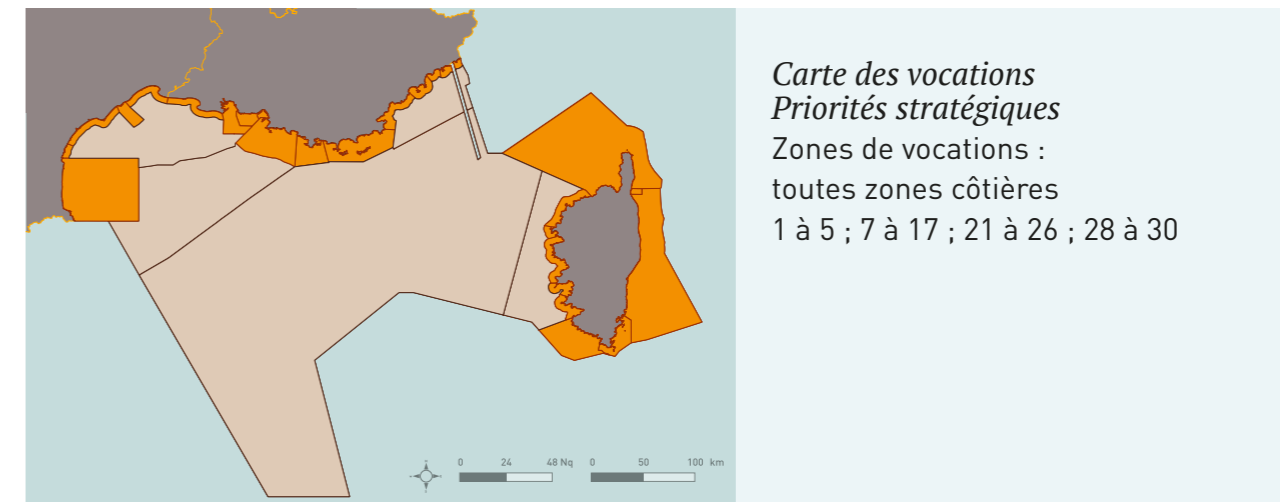 Carte des vocations
Priorités stratégiques
Zones de vocations :
toutes zones côtières
1 à 5 ; 7 à 17 ; 21 à 26 ; 28 à 30
0 24 48 Nq 0 50 100 km